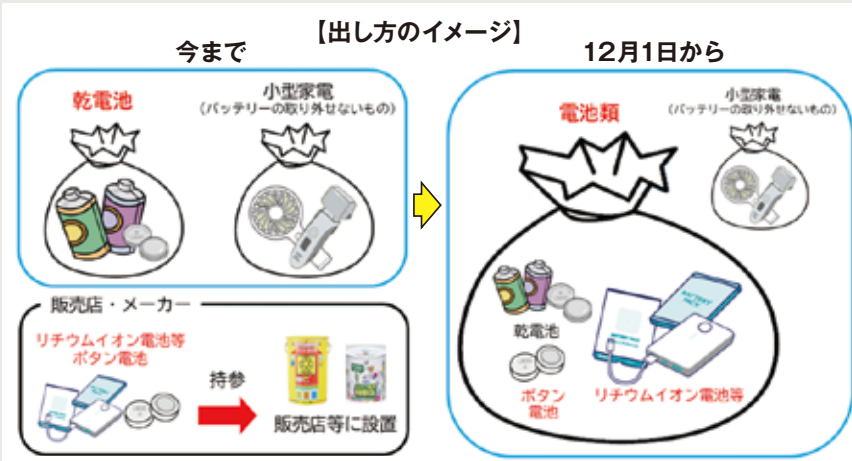 【出し方のイメージ】
今まで
12月1日から
乾電池
小型家電
(バッテリーの取り外せないもの)
販売店・メーカー
リチウムイオン電池等
ボタン電池
持参
販売店等に設置
電池類
小型家電
(バッテリーの取り外せないもの)
BATTERY
PACK
乾電池
ボタン
電池
リチウムイオン電池等